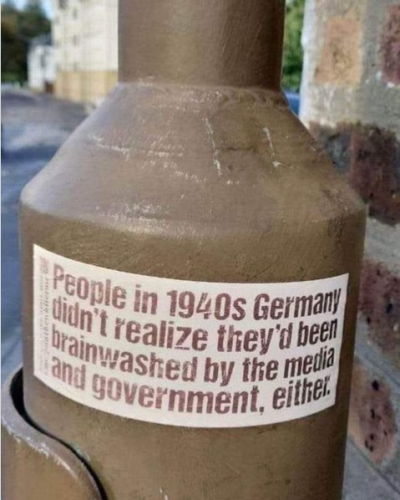 People in 1940s Germany
didn't realize they'd been
brainwashed by the media
and government, either.